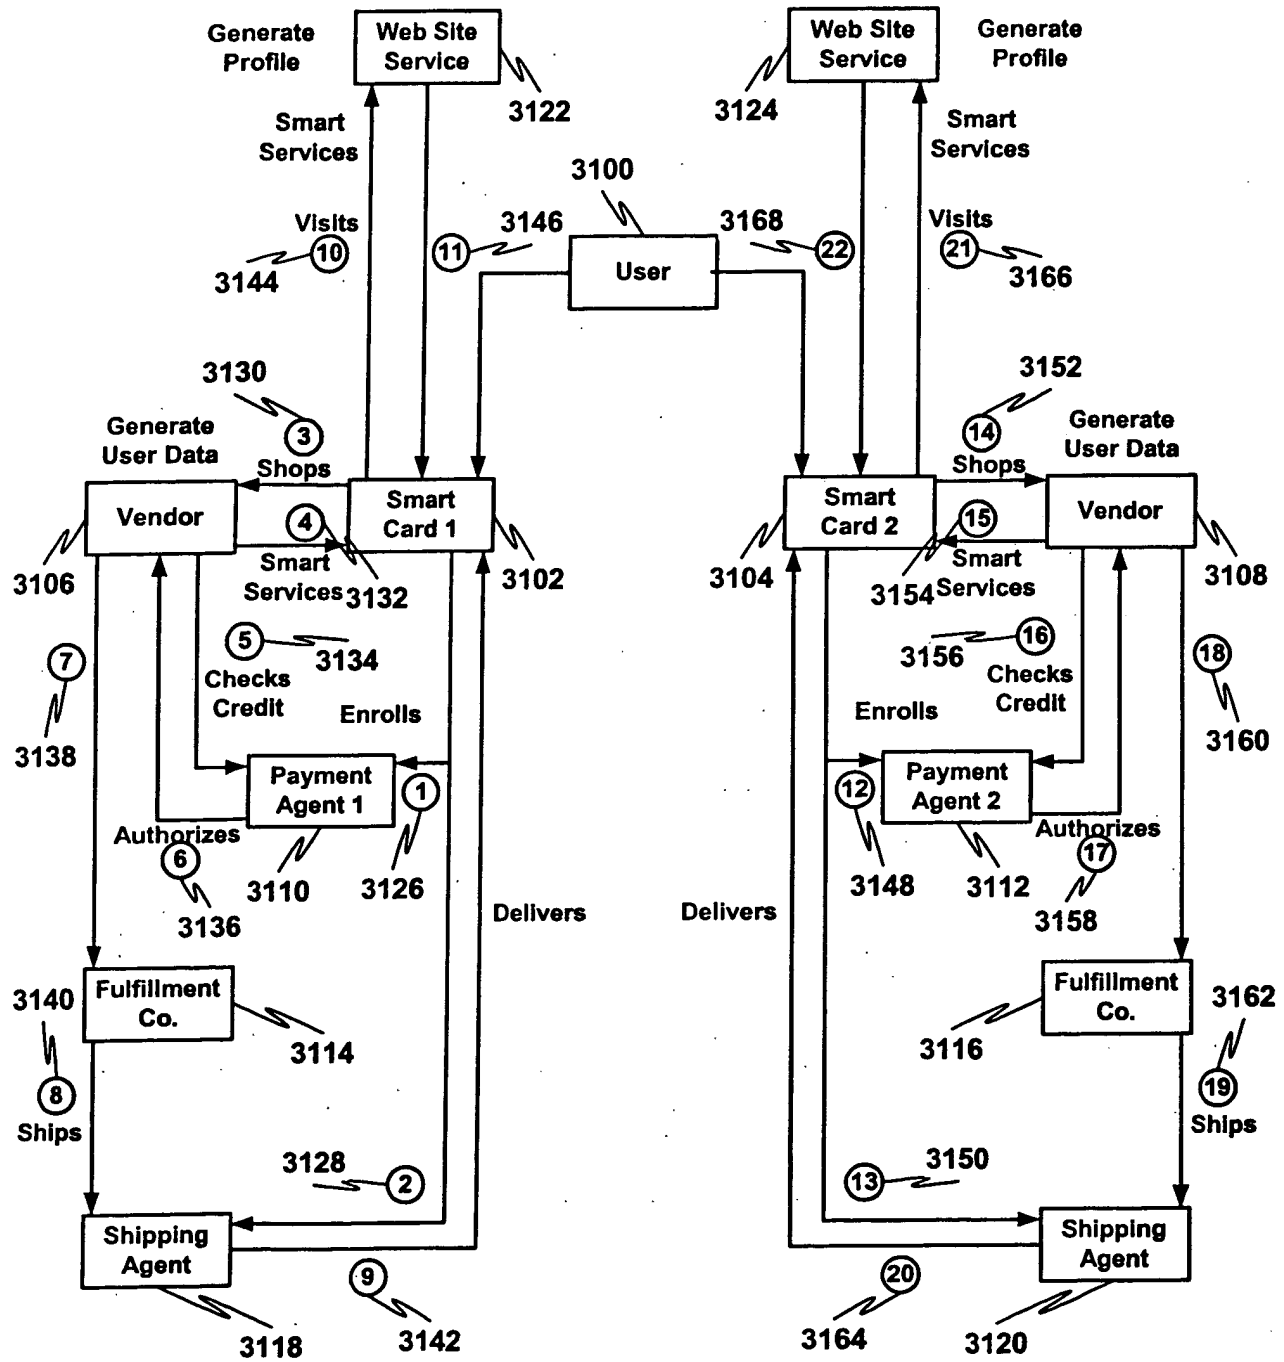 Generate
Profile
Web Site
Service
3122
Smart
Services
Visits
10
3144
11
3146
3100
User
Web Site
Service
3124
Generate
Profile
Smart
Services
3168
22
Visits
21
3166
3130
3
Generate
User Data
Shops
Vendor
3106
4
Smart
Services
3132
Smart
Card 1
3102
3152
14
Generate
User Data
Shops
Smart
Card 2
3104
15
Smart
Services
3154
Vendor
3108
7
3138
5
3134
Checks
Credit
Enrolls
Payment
Agent 1
3110
1
3126
Authorizes
6
3136
Delivers
16
3156
Checks
Credit
Enrolls
18
3160
Payment
Agent 2
3112
12
3148
Authorizes
17
3158
Delivers
Fulfillment
Co.
3114
3140
8
Ships
3128
2
Shipping
Agent
3118
9
3142
Fulfillment
Co.
3116
3162
19
Ships
13
3150
Shipping
Agent
3120
20
3164